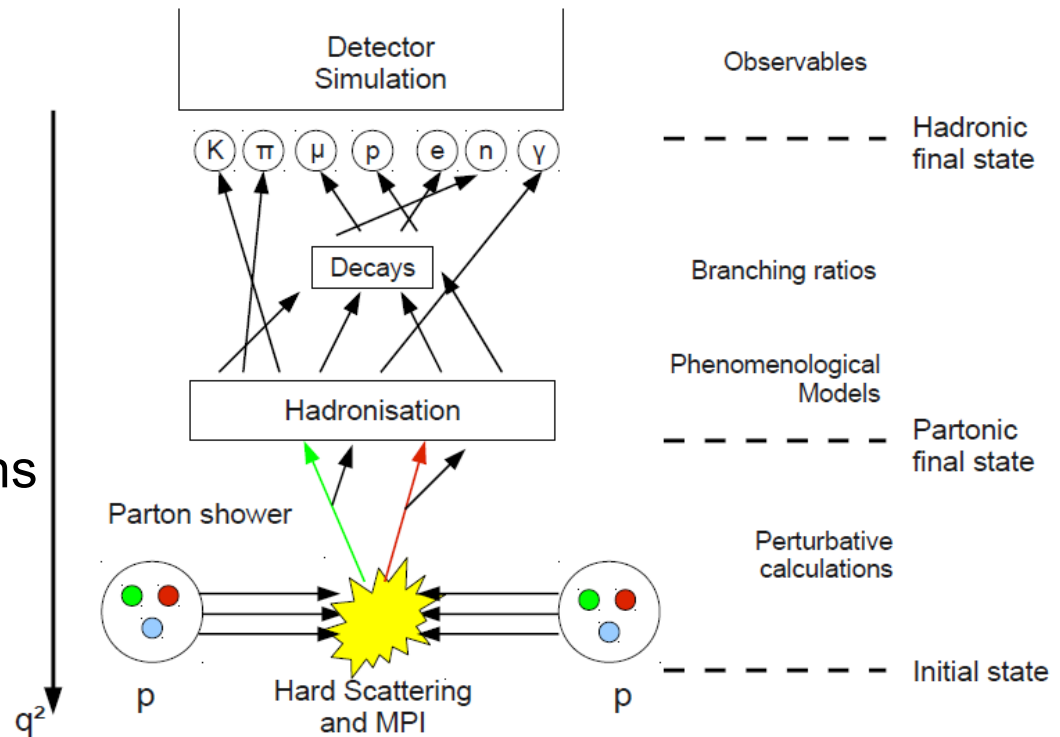 Detector
Simulation
Observables
K π μ p e n γ
Hadronic
final state
Decays
Branching ratios
Phenomenological
Models
Hadronisation
Partonic
final state
ns
Parton shower
Perturbative
calculations
Initial state
p
Hard Scattering
and MPI
p
q²